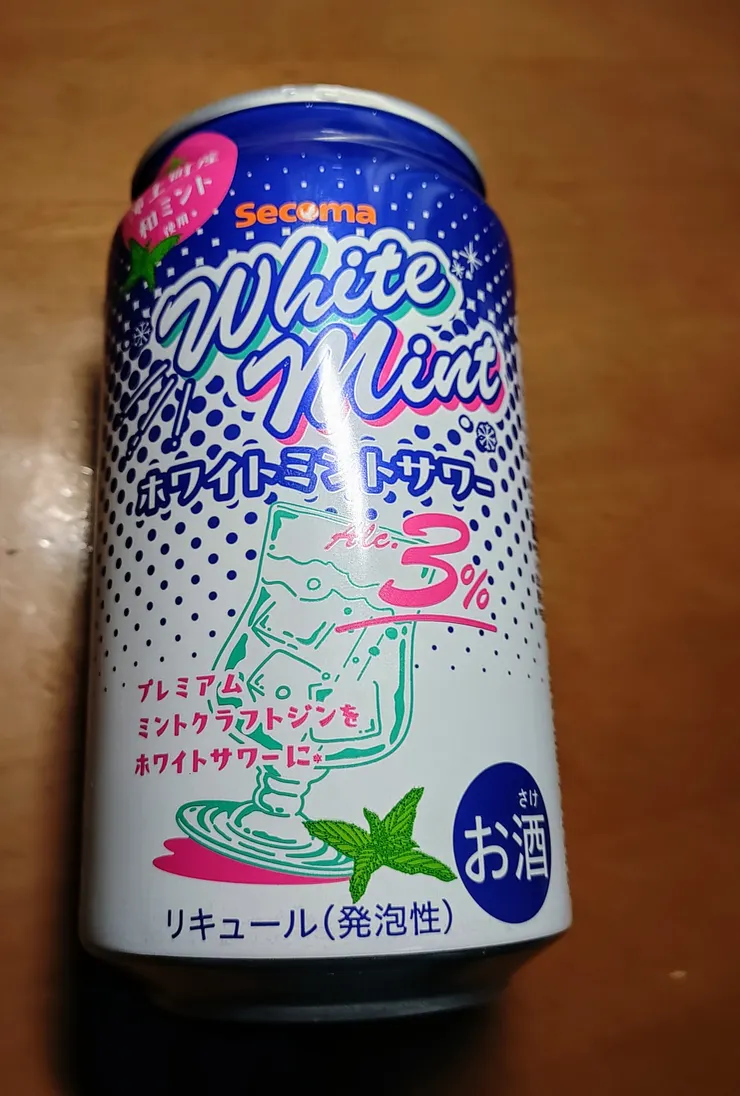 上町産
和ミント
使用。
Secoma
White
Mint
ホワイトミントサワー
Alc.3%
プレミアム
ミントクラフトジンを
ホワイトサワーに
さけ
お酒
リキュール(発泡性)